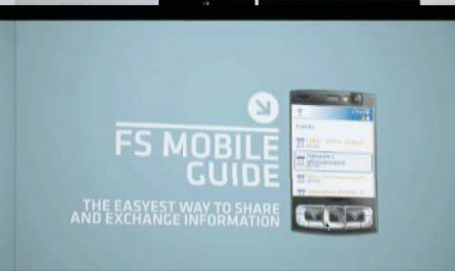 FS MOBILE
GUIDE
THE EASYEST WAY TO SHARE
AND EXCHANGE INFORMATION